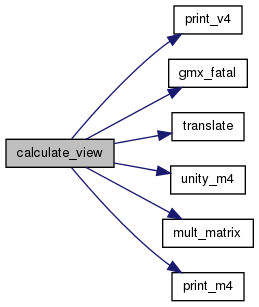 print_v4
gmx_fatal
translate
calculate_view
unity_m4
mult_matrix
print_m4